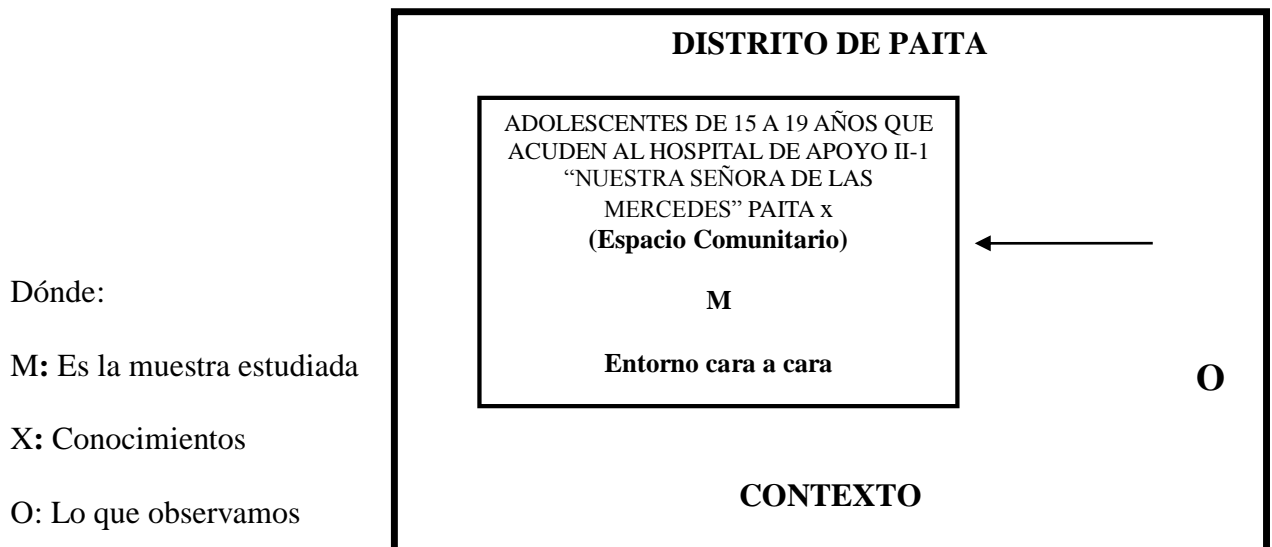 DISTRITO DE PAITA
ADOLESCENTES DE 15 A 19 AÑOS QUE
ACUDEN AL HOSPITAL DE APOYO II-1
“NUESTRA SEÑORA DE LAS
MERCEDES” PAITA x
(Espacio Comunitario)
M
Entorno cara a cara
O
CONTEXTO
Dónde:
M: Es la muestra estudiada
X: Conocimientos
O: Lo que observamos